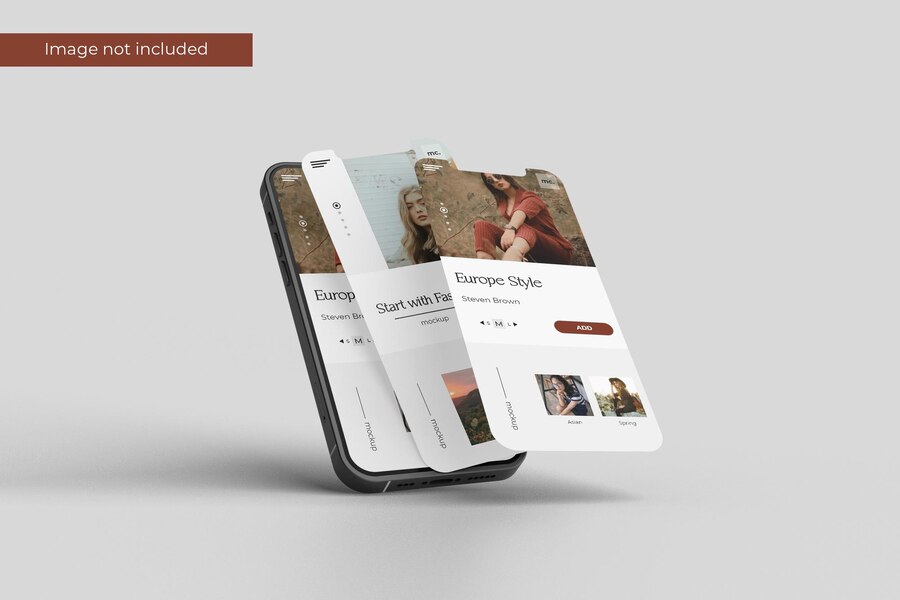 Image not included
mc.
mc.
Europe Style
Steven Brown
S M L
ADD
mockup
Asian
Spring
Start with Fas
mockup
mockup
Europ
Steven Br
S M L
mockup